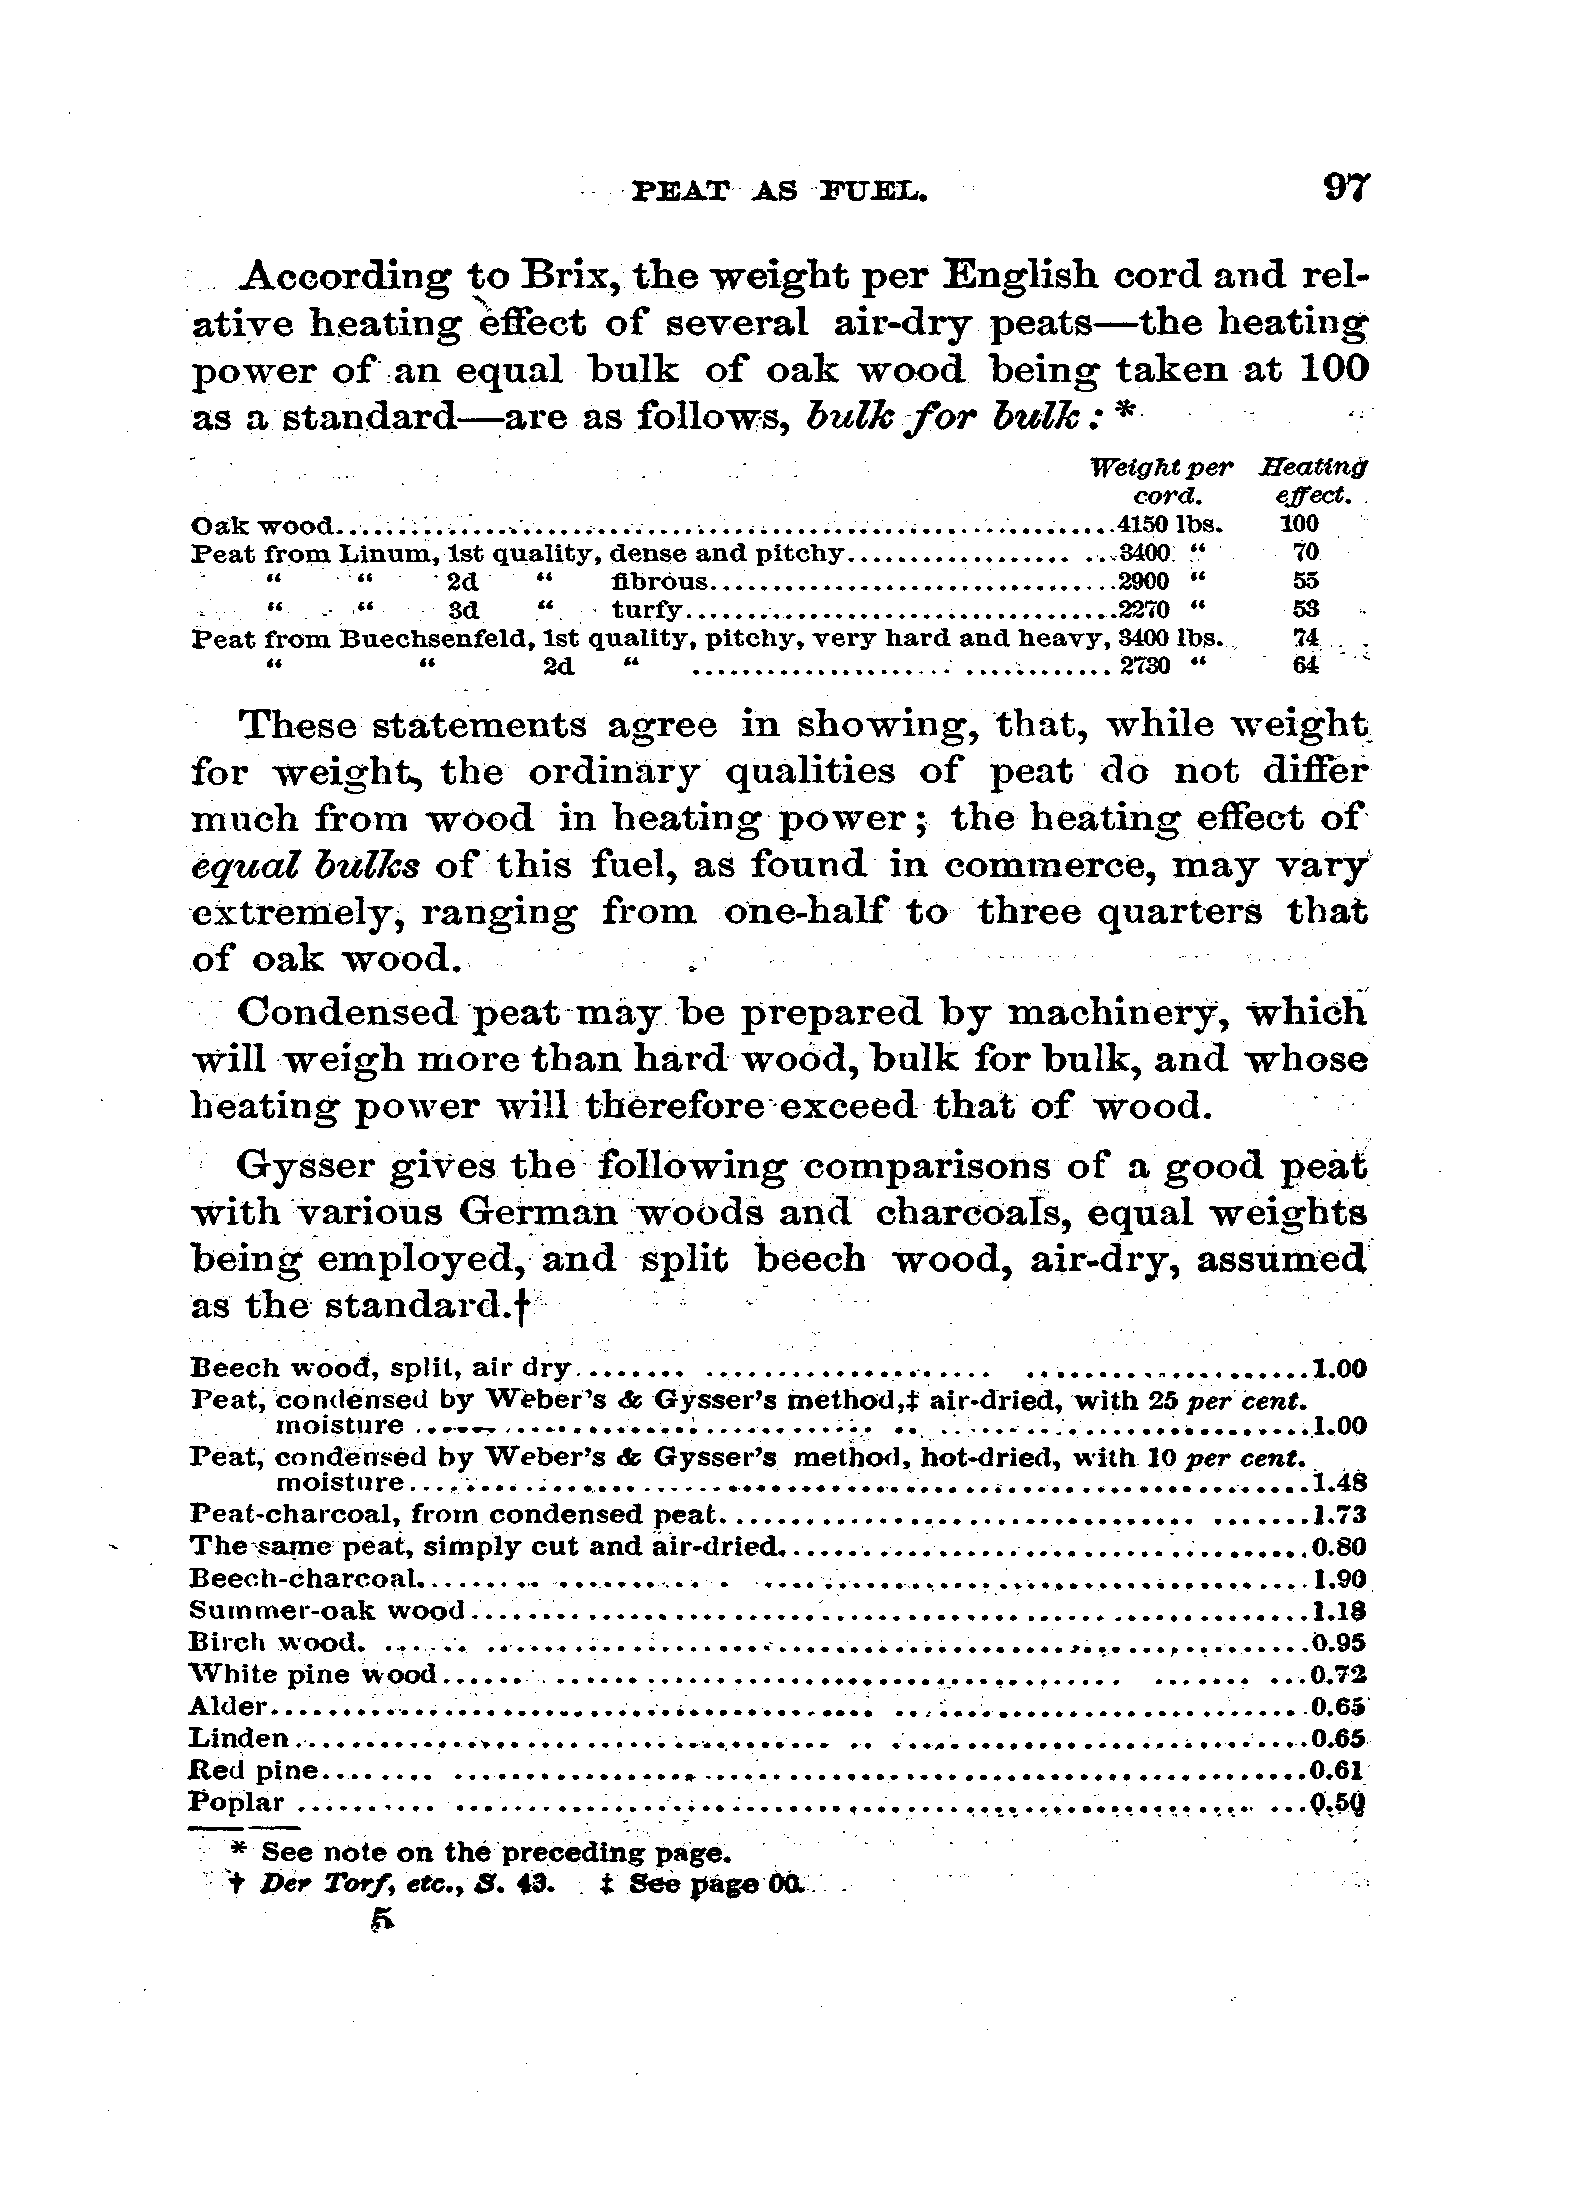 PEAT AS FUEL. 97
According to Brix, the weight per English cord and rel-
ative heating effect of several air-dry peats—the heating
power of an equal bulk of oak wood being taken at 100
as a standard—are as follows, bulk for bulk : *
Weight per Heating
cord. effect.
Oak wood..........4150 lbs. 100
Peat from Linum, 1st quality, dense and pitchy..........3400 “ 70
“ “ 2d “ fibrous..........2900 “ 55
“ “ 3d “ turfy..........2270 “ 53
Peat from Buechsenfeld, 1st quality, pitchy, very hard and heavy, 3400 lbs. 74
“ “ 2d “ ..........2730 “ 64
These statements agree in showing, that, while weight
for weight, the ordinary qualities of peat do not differ
much from wood in heating power ; the heating effect of
equal bulks of this fuel, as found in commerce, may vary
extremely, ranging from one-half to three quarters that
of oak wood.
Condensed peat may be prepared by machinery, which
will weigh more than hard wood, bulk for bulk, and whose
heating power will therefore exceed that of wood.
Gysser gives the following comparisons of a good peat
with various German woods and charcoals, equal weights
being employed, and split beech wood, air-dry, assumed
as the standard.†
Beech wood, split, air dry..........1.00
Peat, condensed by Weber’s & Gysser’s method,‡ air-dried, with 25 per cent.
moisture..........1.00
Peat, condensed by Weber’s & Gysser’s method, hot-dried, with 10 per cent.
moisture..........1.48
Peat-charcoal, from condensed peat..........1.73
The same peat, simply cut and air-dried..........0.80
Beech-charcoal..........1.90
Summer-oak wood..........1.18
Birch wood..........0.95
White pine wood..........0.72
Alder..........0.65
Linden..........0.65
Red pine..........0.61
Poplar..........0.50
* See note on the preceding page.
† Der Torf, etc., S. 43. ‡ See page 00.
5